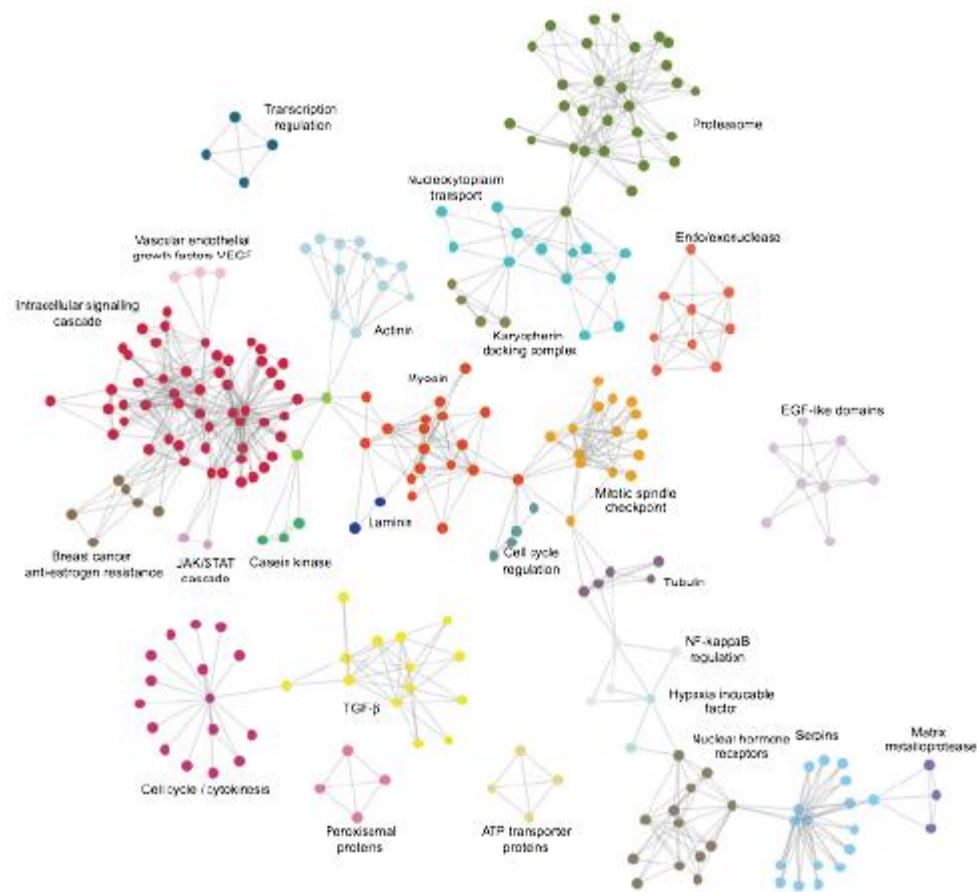 Transcription
regulation
Proteasome
Nucleocytoplasm
transport
Vascular endothelial
growth factors VEGF
Endo/exonuclease
Intracellular signalling
cascade
Actinin
Karyopherin
docking complex
Myosin
EGF-like domains
Mitotic spindle
checkpoint
Laminin
Cell cycle
regulation
Breast cancer
anti-estrogen resistance
JAK/STAT
cascade
Casein kinase
Tubulin
NF-kappaB
regulation
TGF-β
Hypoxia inducable
factor
Nuclear hormone
receptors
Serpins
Matrix
metalloprotease
Cell cycle / cytokinesis
Peroxisomal
proteins
ATP transporter
proteins